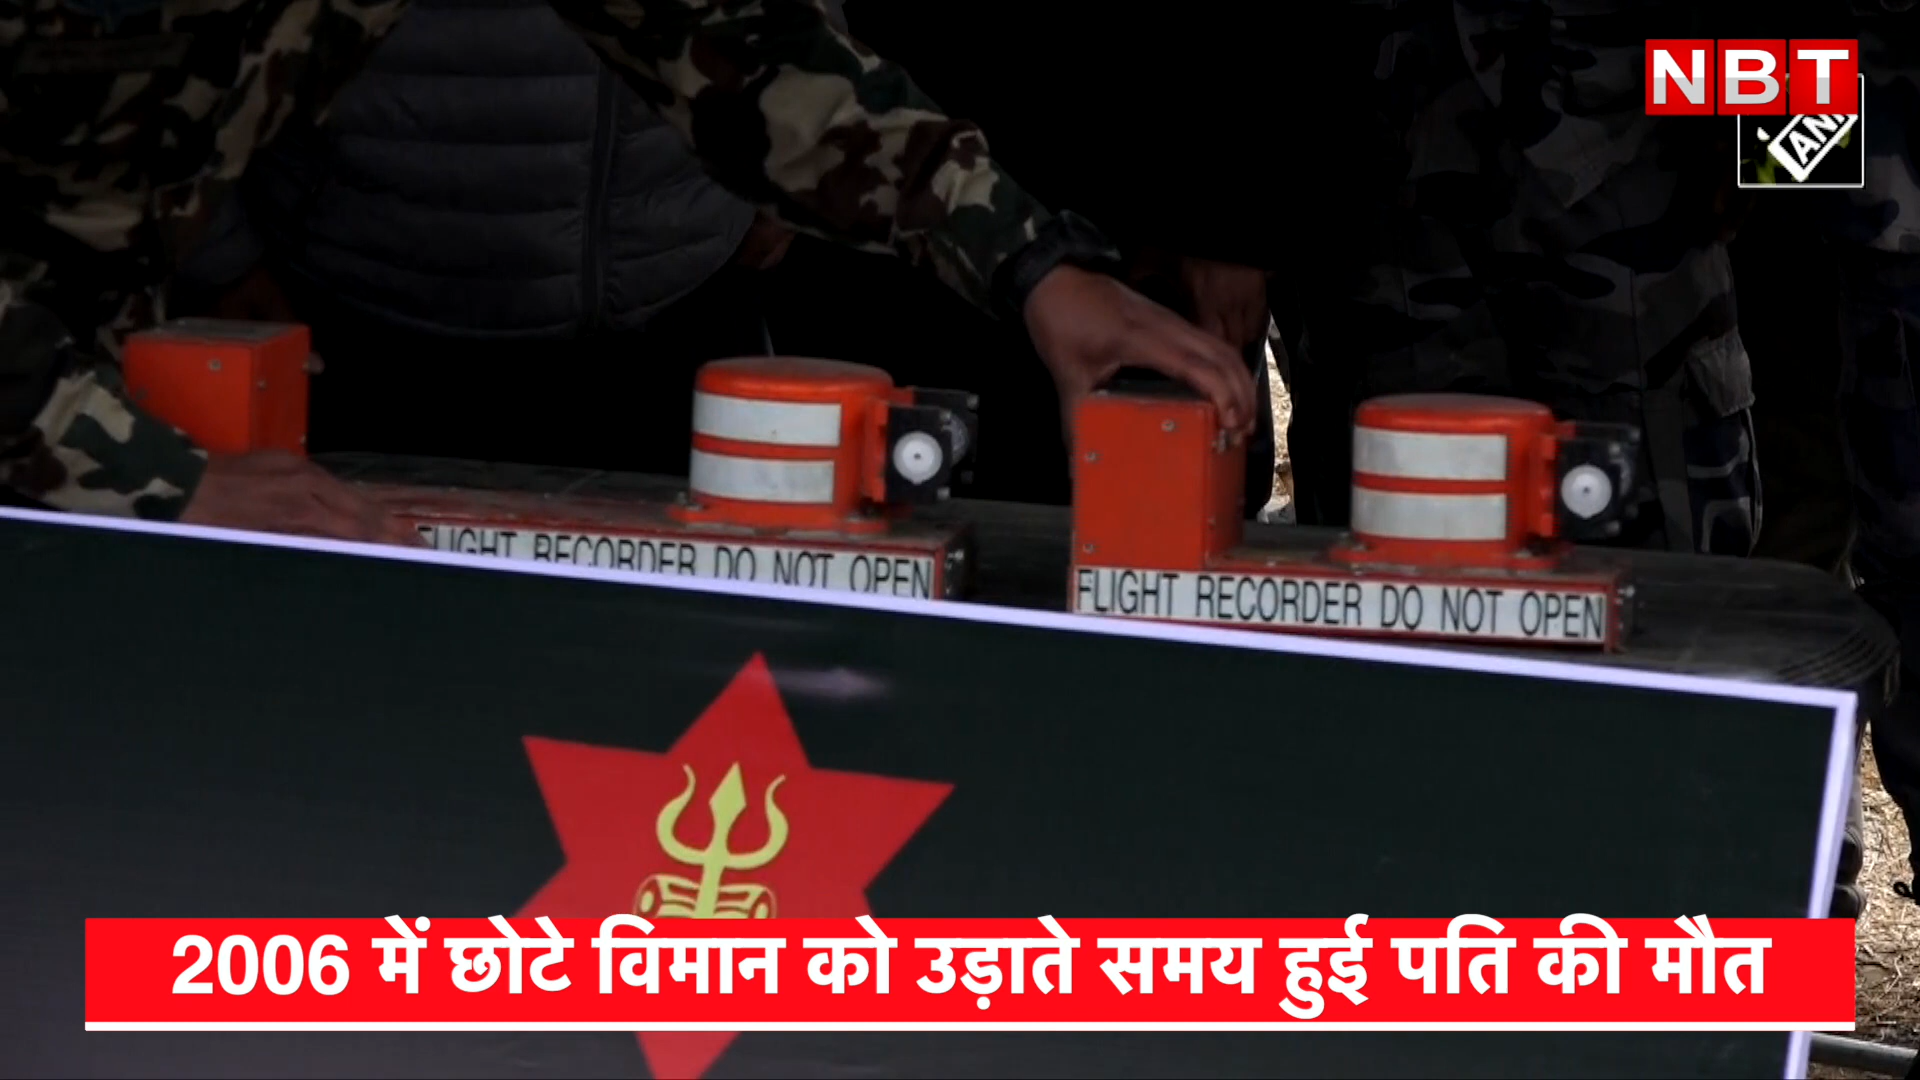 NBT
ANI
FLIGHT RECORDER DO NOT OPEN
FLIGHT RECORDER DO NOT OPEN
2006 में छोटे विमान को उड़ाते समय हुई पति की मौत